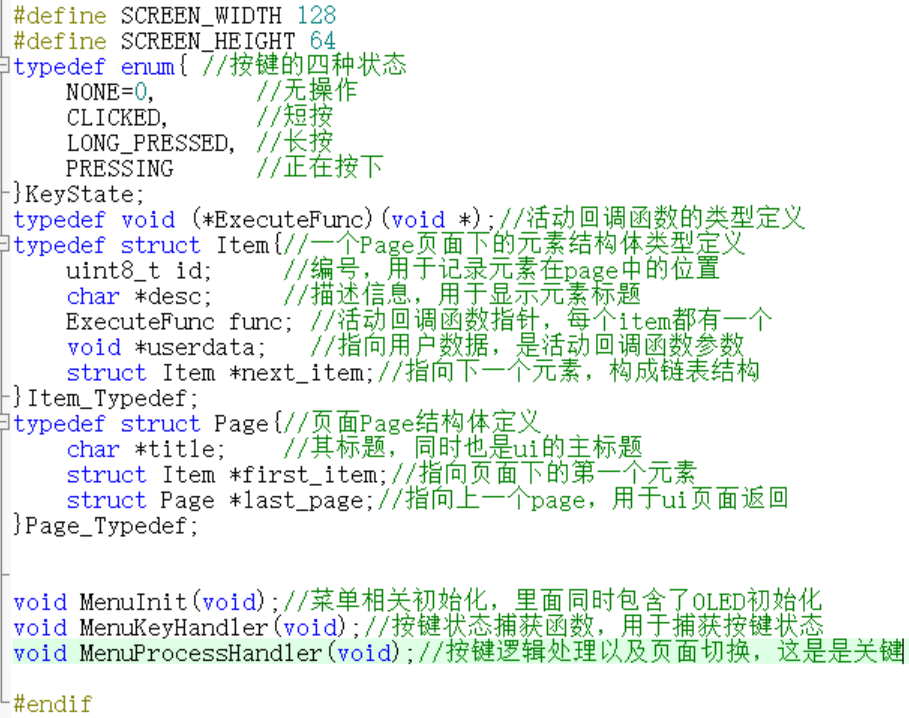 #define SCREEN_WIDTH 128
#define SCREEN_HEIGHT 64
typedef enum{ //按键的四种状态
    NONE=0,        //无操作
    CLICKED,       //短按
    LONG_PRESSED,  //长按
    PRESSING       //正在按下
}KeyState;
typedef void (*ExecuteFunc)(void *);//活动回调函数的类型定义
typedef struct Item{//一个Page页面下的元素结构体类型定义
    uint8_t id;      //编号，用于记录元素在page中的位置
    char *desc;      //描述信息，用于显示元素标题
    ExecuteFunc func; //活动回调函数指针，每个item都有一个
    void *userdata;   //指向用户数据，是活动回调函数参数
    struct Item *next_item;//指向下一个元素，构成链表结构
}Item_Typedef;
typedef struct Page{//页面Page结构体定义
    char *title;     //其标题，同时也是ui的主标题
    struct Item *first_item;//指向页面下的第一个元素
    struct Page *last_page;//指向上一个page，用于ui页面返回
}Page_Typedef;
void MenuInit(void);//菜单相关初始化，里面同时包含了OLED初始化
void MenuKeyHandler(void);//按键状态捕获函数，用于捕获按键状态
void MenuProcessHandler(void);//按键逻辑处理以及页面切换，这是是关键
#endif